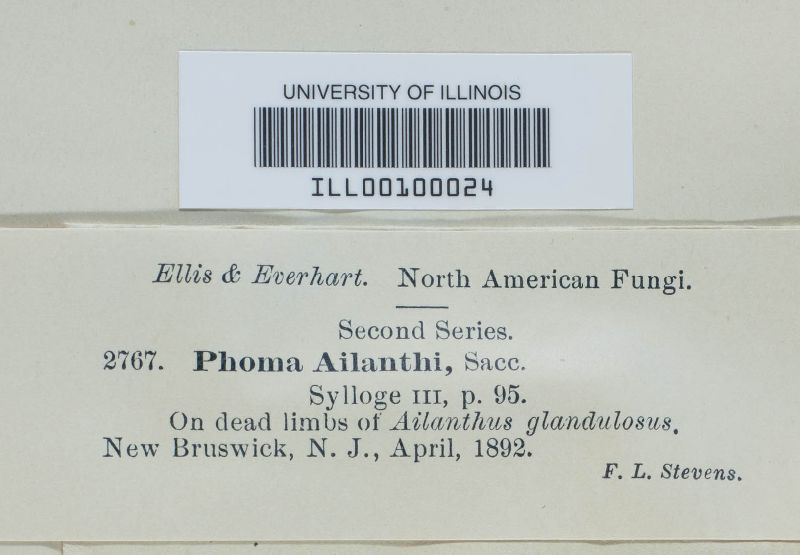 UNIVERSITY OF ILLINOIS
ILL00100024
Ellis & Everhart. North American Fungi.
Second Series.
2767. Phoma Ailanthi, Sacc.
Sylloge III, p. 95.
On dead limbs of Ailanthus glandulosus.
New Bruswick, N. J., April, 1892.
F. L. Stevens.